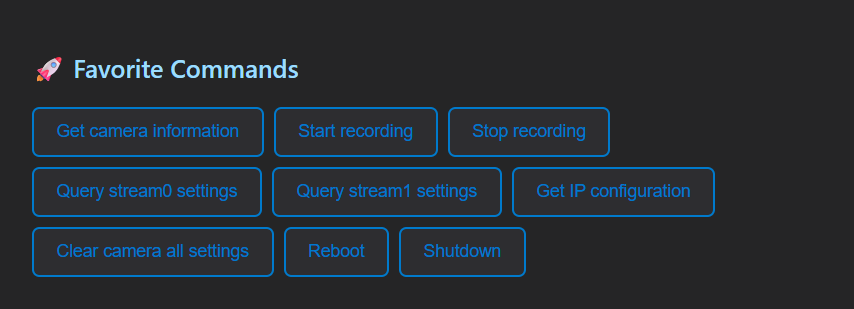 🚀 Favorite Commands
Get camera information Start recording Stop recording
Query stream0 settings Query stream1 settings Get IP configuration
Clear camera all settings Reboot Shutdown